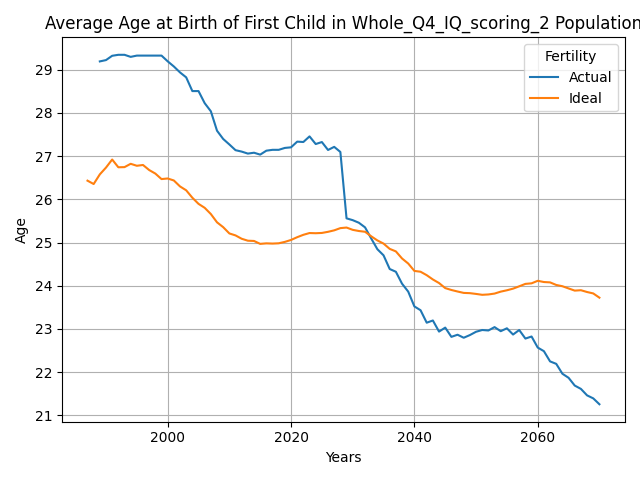 Average Age at Birth of First Child in Whole_Q4_IQ_scoring_2 Population
Fertility
Actual
Ideal
Age
29
28
27
26
25
24
23
22
21
2000
2020
2040
2060
Years